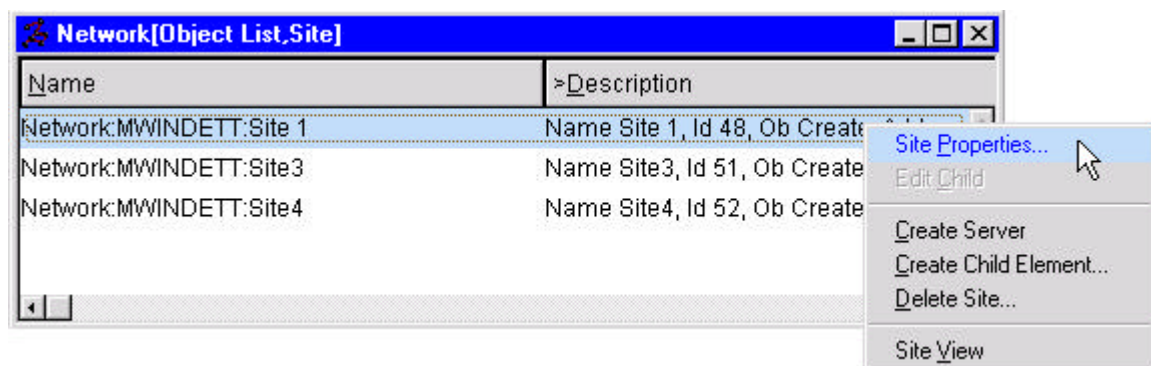 Network[Object List,Site]
Name >Description
Network:MWINDETT:Site 1 Name Site 1, Id 48, Ob Create
Site Properties...
Network:MWINDETT:Site3 Name Site3, Id 51, Ob Create
Edit Child
Network:MWINDETT:Site4 Name Site4, Id 52, Ob Create
Create Server
Create Child Element...
Delete Site...
Site View